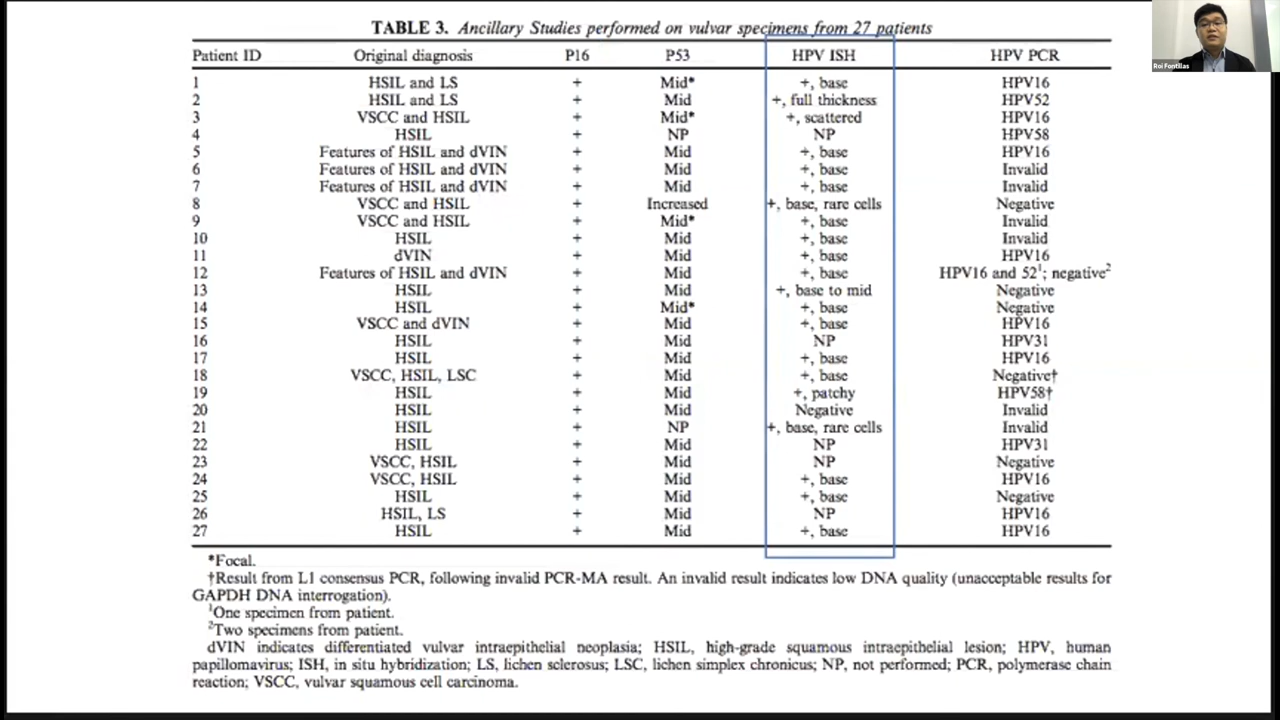 TABLE 3. Ancillary Studies performed on vulvar specimens from 27 patients
Patient ID Original diagnosis P16 P53 HPV ISH HPV PCR
1 HSIL and LS + Mid* +, base HPV16
2 HSIL and LS + Mid +, full thickness HPV52
3 VSCC and HSIL + Mid* +, scattered HPV16
4 HSIL + NP NP HPV58
5 Features of HSIL and dVIN + Mid +, base HPV16
6 Features of HSIL and dVIN + Mid +, base Invalid
7 Features of HSIL and dVIN + Mid +, base Invalid
8 VSCC and HSIL + Increased +, base, rare cells Negative
9 VSCC and HSIL + Mid* +, base Invalid
10 HSIL + Mid +, base Invalid
11 dVIN + Mid +, base HPV16
12 Features of HSIL and dVIN + Mid +, base HPV16 and 52¹; negative²
13 HSIL + Mid +, base to mid Negative
14 HSIL + Mid* +, base Negative
15 VSCC and dVIN + Mid +, base HPV16
16 HSIL + Mid NP HPV31
17 HSIL + Mid +, base HPV16
18 VSCC, HSIL, LSC + Mid +, base Negative†
19 HSIL + Mid +, patchy HPV58†
20 HSIL + Mid Negative Invalid
21 HSIL + NP +, base, rare cells Invalid
22 HSIL + Mid NP HPV31
23 VSCC, HSIL + Mid NP Negative
24 VSCC, HSIL + Mid +, base HPV16
25 HSIL + Mid +, base Negative
26 HSIL, LS + Mid NP HPV16
27 HSIL + Mid +, base HPV16
*Focal.
†Result from L1 consensus PCR, following invalid PCR-MA result. An invalid result indicates low DNA quality (unacceptable results for
GAPDH DNA interrogation).
¹One specimen from patient.
²Two specimens from patient.
dVIN indicates differentiated vulvar intraepithelial neoplasia; HSIL, high-grade squamous intraepithelial lesion; HPV, human
papillomavirus; ISH, in situ hybridization; LS, lichen sclerosus; LSC, lichen simplex chronicus; NP, not performed; PCR, polymerase chain
reaction; VSCC, vulvar squamous cell carcinoma.
Roi Fontillas